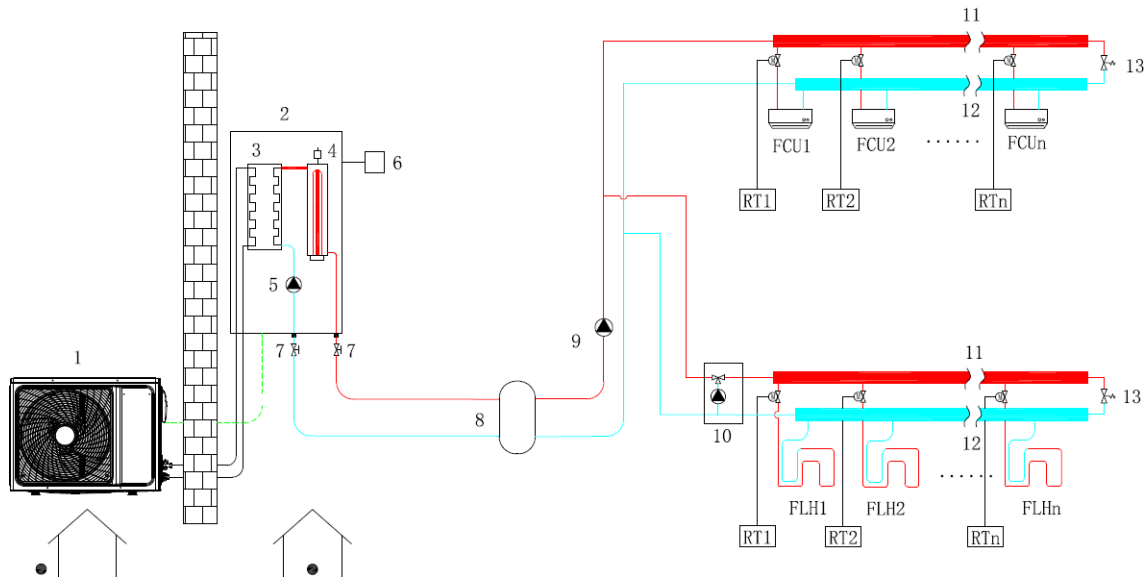 11
13
12
FCU1
FCU2
......
FCUn
RT1
RT2
RTn
2
3
4
6
5
7
7
1
8
9
10
11
13
12
FLH1
FLH2
......
FLHn
RT1
RT2
RTn